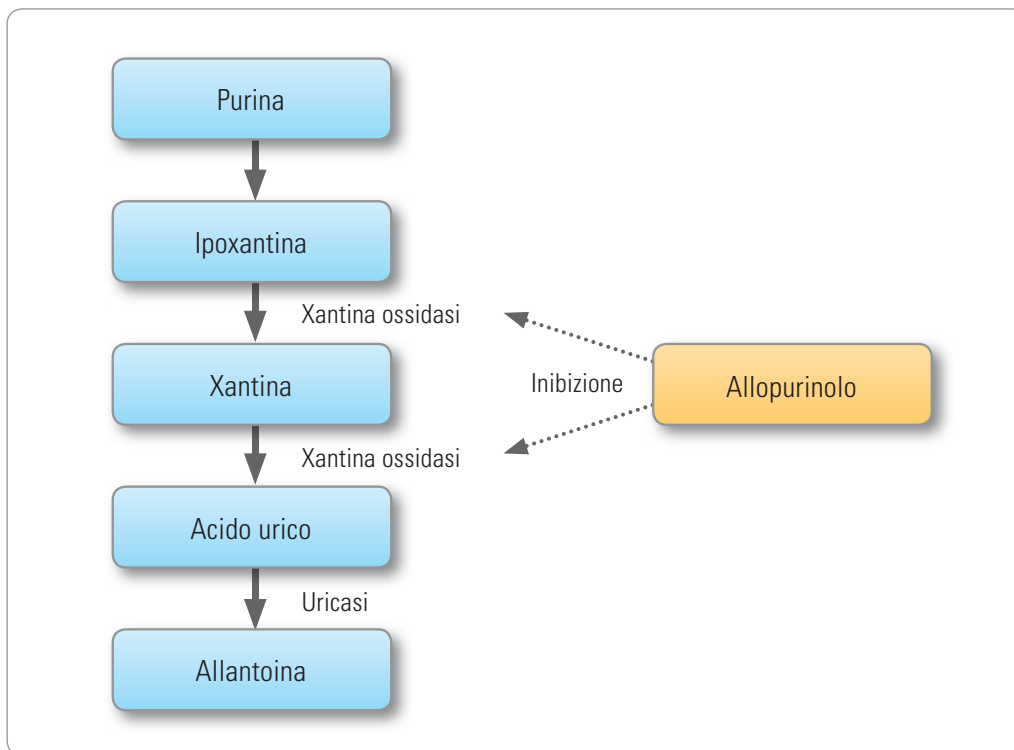 Purina
Ipoxantina
Xantina ossidasi
Xantina
Inibizione
Allopurinolo
Xantina ossidasi
Acido urico
Uricasi
Allantoina